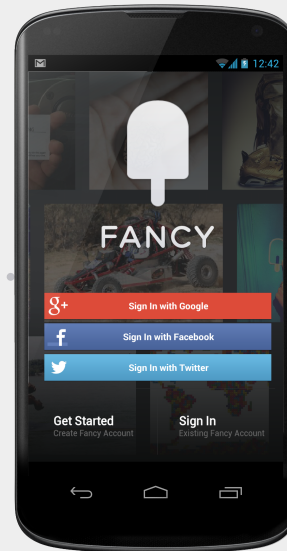 12:42
FANCY
g+ Sign In with Google
f Sign In with Facebook
Sign In with Twitter
Get Started
Create Fancy Account
Sign In
Existing Fancy Account